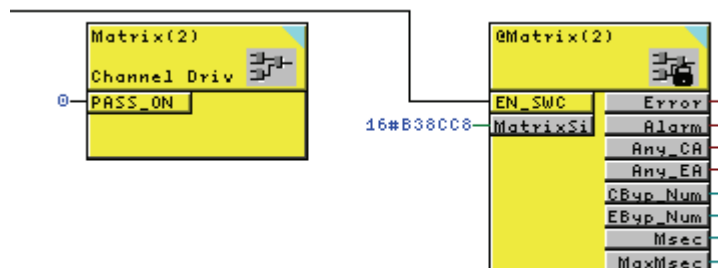 Matrix(2)
Channel Driv
0 PASS_ON
@Matrix(2)
EN_SWC Error
16#B38CC8 MatrixSi Alarm
Any_CA
Any_EA
CByp_Num
EByp_Num
Msec
MaxMsec